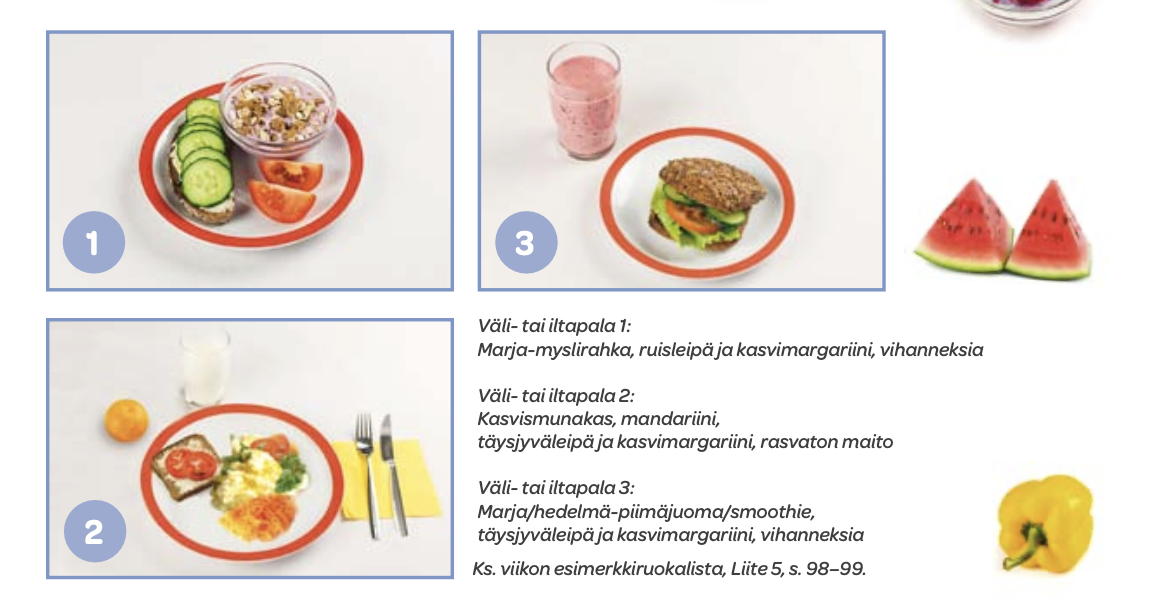 1
3
2
Väli- tai iltapala 1:
Marja-myslirahka, ruisleipä ja kasvimargariini, vihanneksia
Väli- tai iltapala 2:
Kasvismunakas, mandariini,
täysjyväleipä ja kasvimargariini, rasvaton maito
Väli- tai iltapala 3:
Marja/hedelmä-piimäjuoma/smoothie,
täysjyväleipä ja kasvimargariini, vihanneksia
Ks. viikon esimerkkiruokalista, Liite 5, s. 98–99.